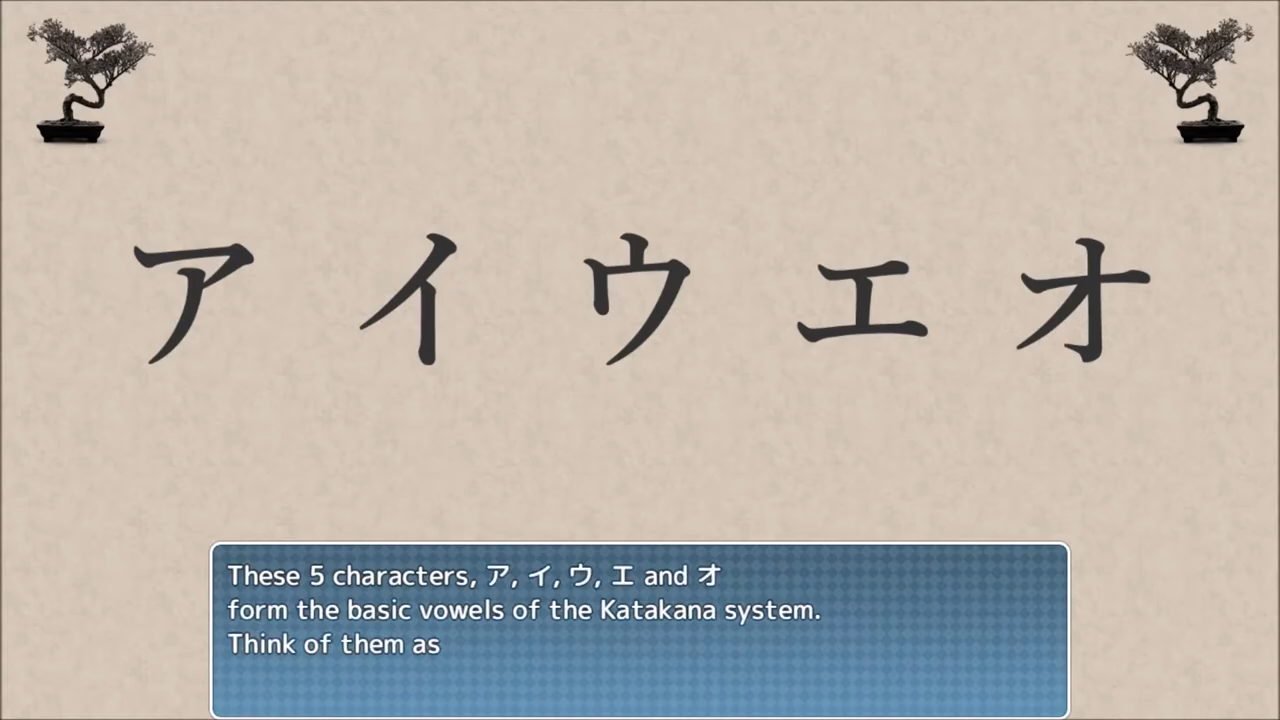 ア イ ウ エ オ
These 5 characters, ア, イ, ウ, エ and オ
form the basic vowels of the Katakana system.
Think of them as